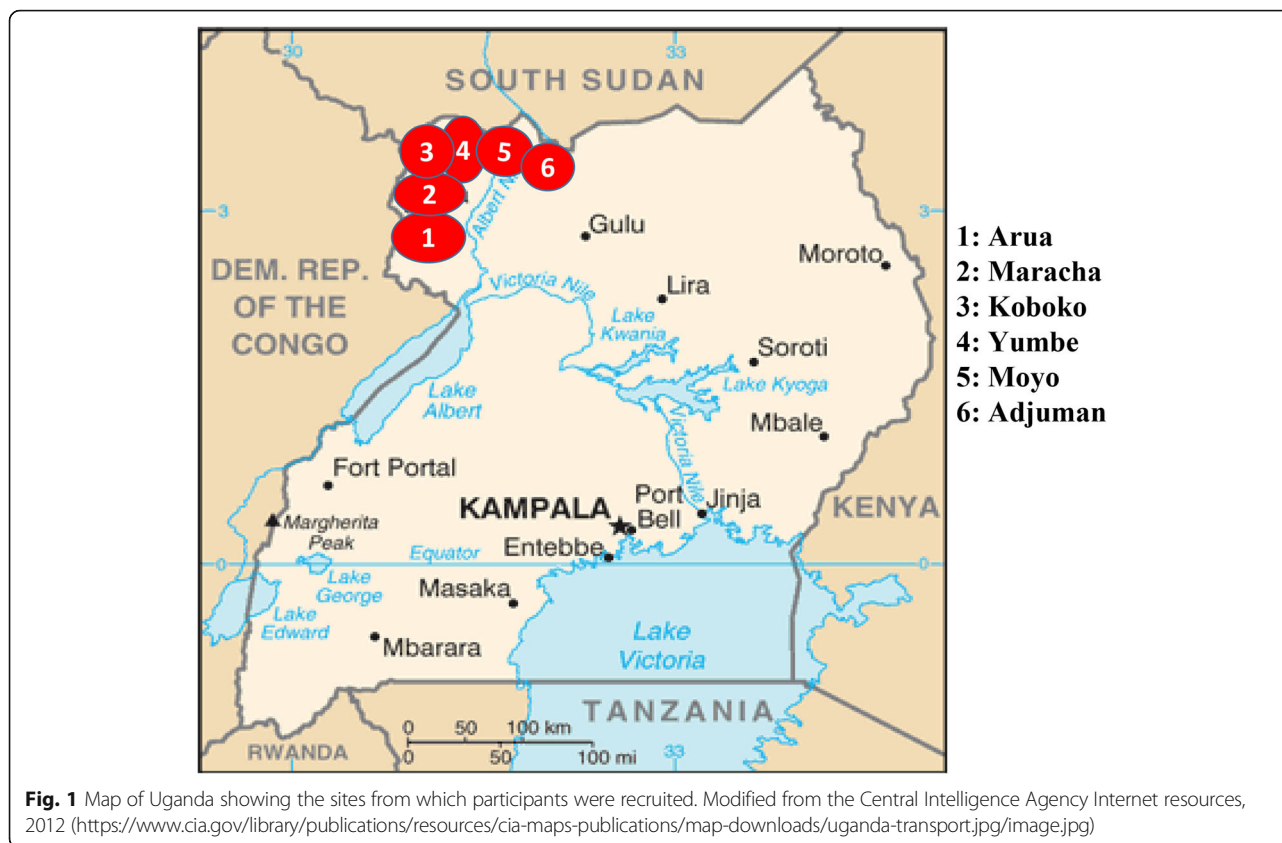 30
33
SOUTH SUDAN
3
4
5
6
2
1
Albert N
3
3
Gulu
Moroto
DEM. REP.
OF THE
CONGO
Victoria Nile
Lira
Lake
Kwania
Soroti
Lake Kyoga
Lake
Albert
Mbale
Victoria Nile
Fort Portal
KAMPALA
Port
Bell
Jinja
KENYA
Margherita
Peak
Entebbe
0
Equator
0
Lake
George
Masaka
Lake
Edward
Mbarara
Lake
Victoria
TANZANIA
0 50 100 km
0 50 100 mi
RWANDA
33
1: Arua
2: Maracha
3: Koboko
4: Yumbe
5: Moyo
6: Adjuman
Fig. 1 Map of Uganda showing the sites from which participants were recruited. Modified from the Central Intelligence Agency Internet resources,
2012 (https://www.cia.gov/library/publications/resources/cia-maps-publications/map-downloads/uganda-transport.jpg/image.jpg)